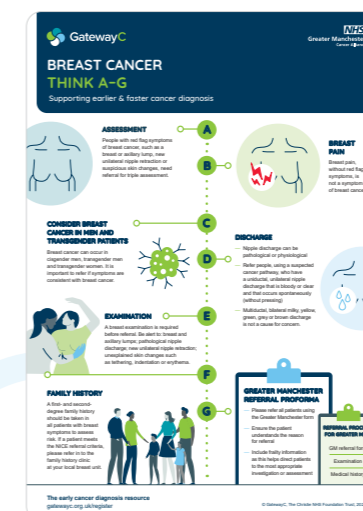 GatewayC
NHS
Greater Manchester
Cancer Alliance
BREAST CANCER
THINK A–G
Supporting earlier & faster cancer diagnosis
ASSESSMENT
People with red flag symptoms
of breast cancer, such as a
breast or axillary lump, new
unilateral nipple retraction or
suspicious skin changes, need
referral for triple assessment.
A
B
BREAST
PAIN
Breast pain,
without red flag
symptoms, is
not a symptom
of breast cancer
CONSIDER BREAST
CANCER IN MEN AND
TRANSGENDER PATIENTS
Breast cancer can occur in
cisgender men, transgender men
and transgender women. It is
important to refer if symptoms are
consistent with breast cancer.
C
D
DISCHARGE
— Nipple discharge can be
pathological or physiological
— Refer people, using a suspected
cancer pathway, who have
a unductal, unilateral nipple
discharge that is bloody or clear
and that occurs spontaneously
(without pressing)
— Multiductal, bilateral milky, yellow,
green, grey or brown discharge
is not a cause for concern.
EXAMINATION
A breast examination is required
before referral. Be alert to: breast and
axillary lumps; pathological nipple
discharge; new unilateral nipple retraction;
unexplained skin changes such
as tethering, indentation or erythema.
E
F
FAMILY HISTORY
A first- and second-
degree family history
should be taken in
all patients with breast
symptoms to assess
risk. If a patient meets
the NICE referral criteria,
please refer in to the
family history clinic
at your local breast unit.
G
GREATER MANCHESTER
REFERRAL PROFORMA
— Please refer all patients using
the Greater Manchester form
— Ensure the patient
understands the reason
for referral.
— Include frailty information
as this helps direct patients
to the most appropriate
investigation or assessment
REFERRAL PROC
FOR GREATER M
GM referral for
Examination
Medical histor
The early cancer diagnosis resource
gatewayc.org.uk/register
© GatewayC, The Christie NHS Foundation Trust, 202